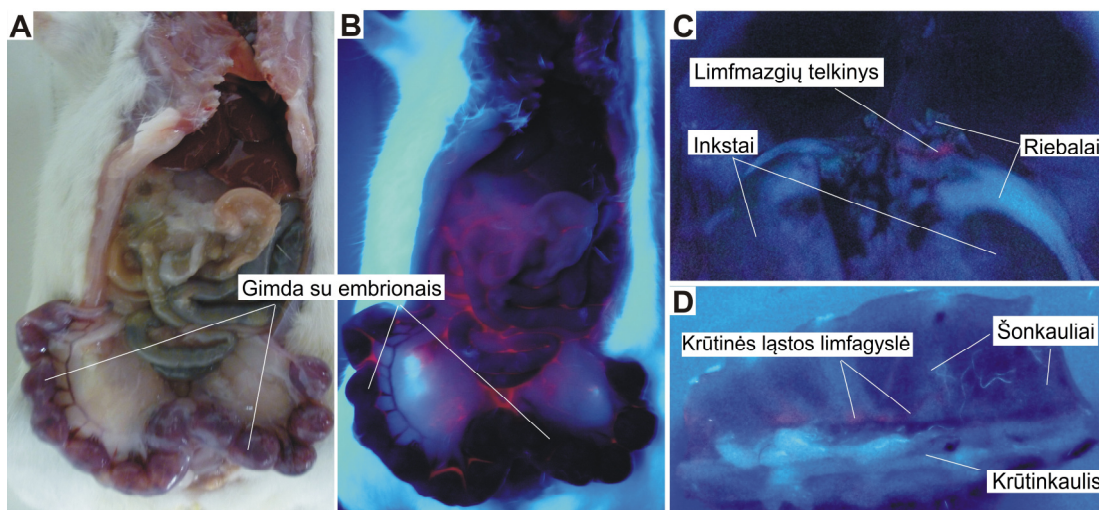 A
B
C
Limfmazgių telkinys
Inkstai
Riebalai
Gimda su embrionais
D
Krūtinės ląstos limfagyslė
Šonkauliai
Krūtinkaulis